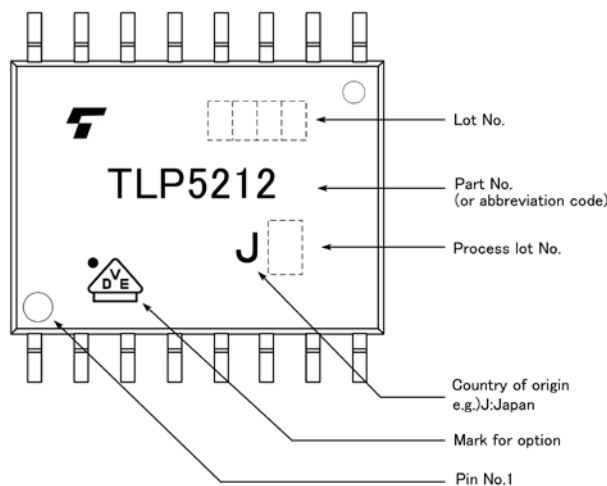 Lot No.
TLP5212
Part No.
(or abbreviation code)
J
Process lot No.
V
D E
Country of origin
e.g.)J:Japan
Mark for option
Pin No.1